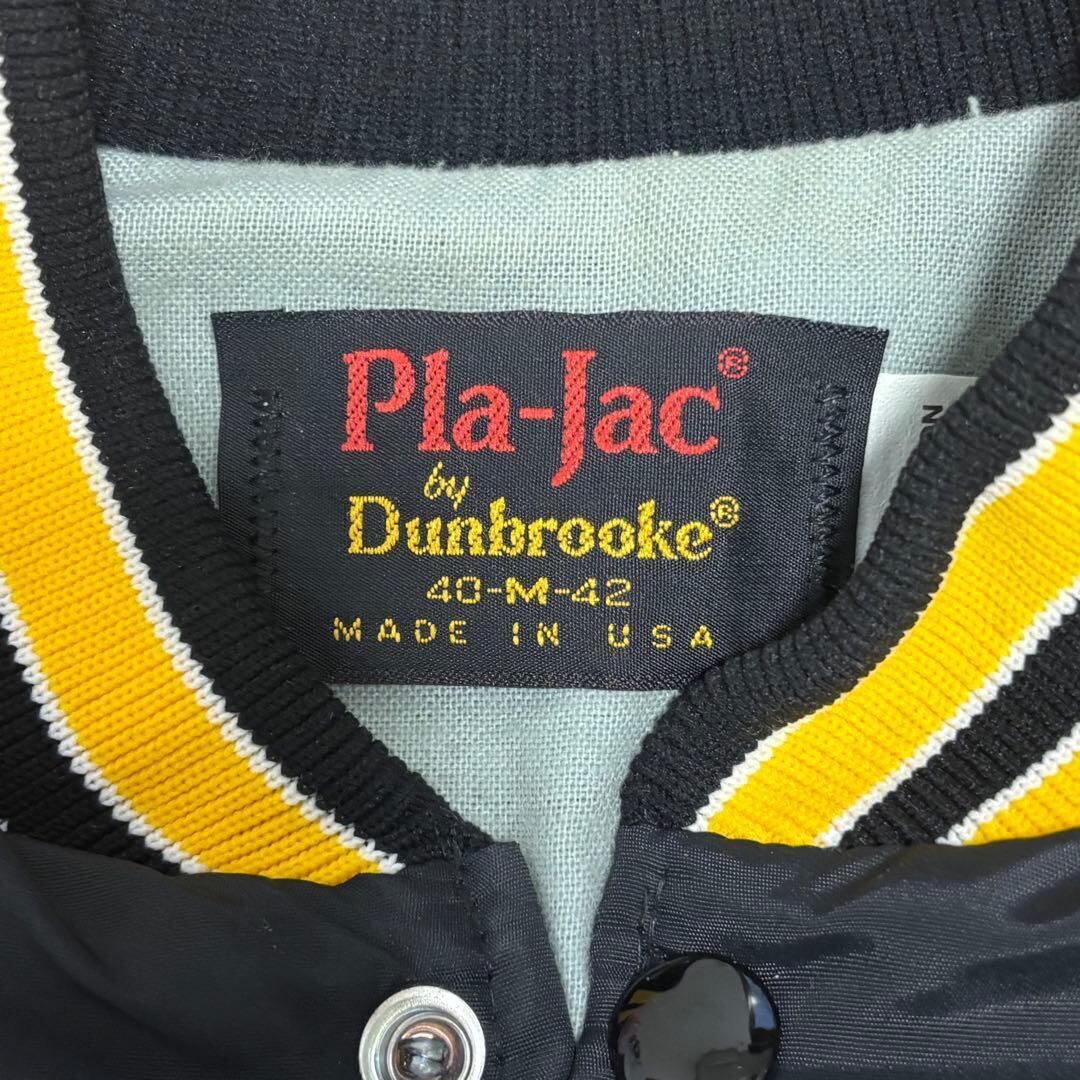 Pla-Jac®
by
Dunbrooke®
40-M-42
MADE IN USA